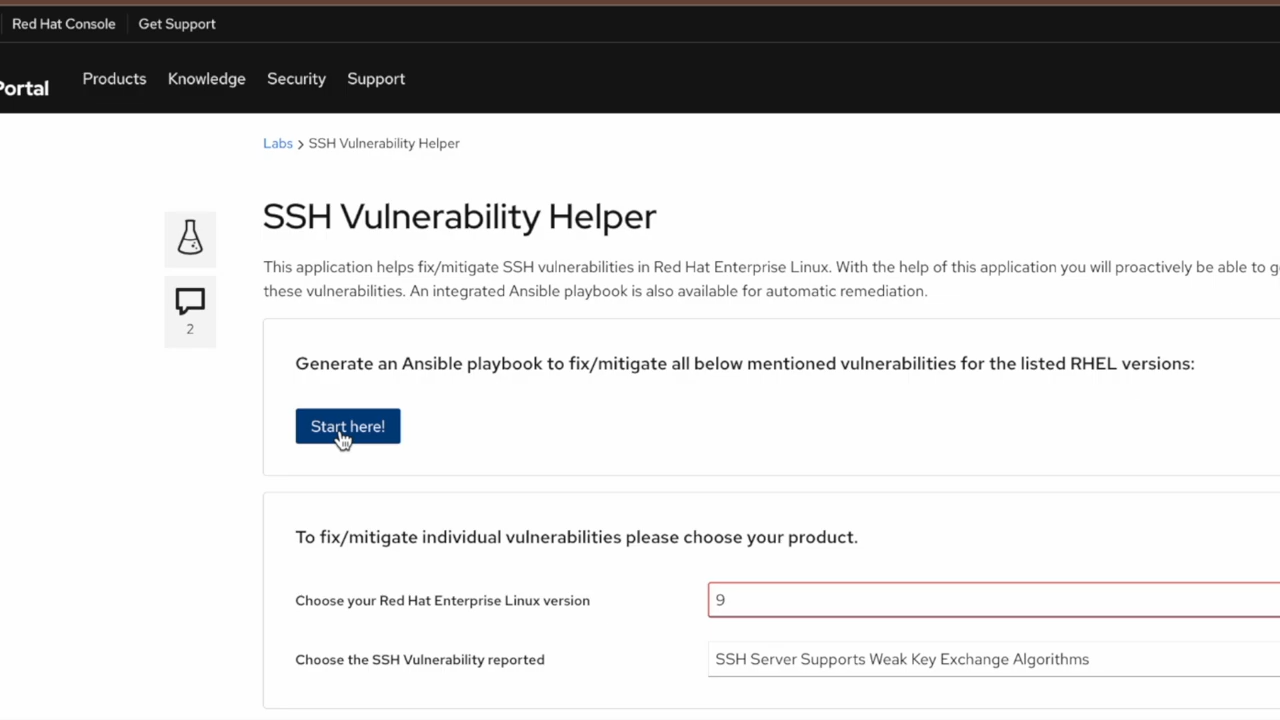 Red Hat Console
Get Support
Portal
Products
Knowledge
Security
Support
Labs > SSH Vulnerability Helper
SSH Vulnerability Helper
This application helps fix/mitigate SSH vulnerabilities in Red Hat Enterprise Linux. With the help of this application you will proactively be able to
these vulnerabilities. An integrated Ansible playbook is also available for automatic remediation.
2
Generate an Ansible playbook to fix/mitigate all below mentioned vulnerabilities for the listed RHEL versions:
Start here!
To fix/mitigate individual vulnerabilities please choose your product.
Choose your Red Hat Enterprise Linux version
9
Choose the SSH Vulnerability reported
SSH Server Supports Weak Key Exchange Algorithms